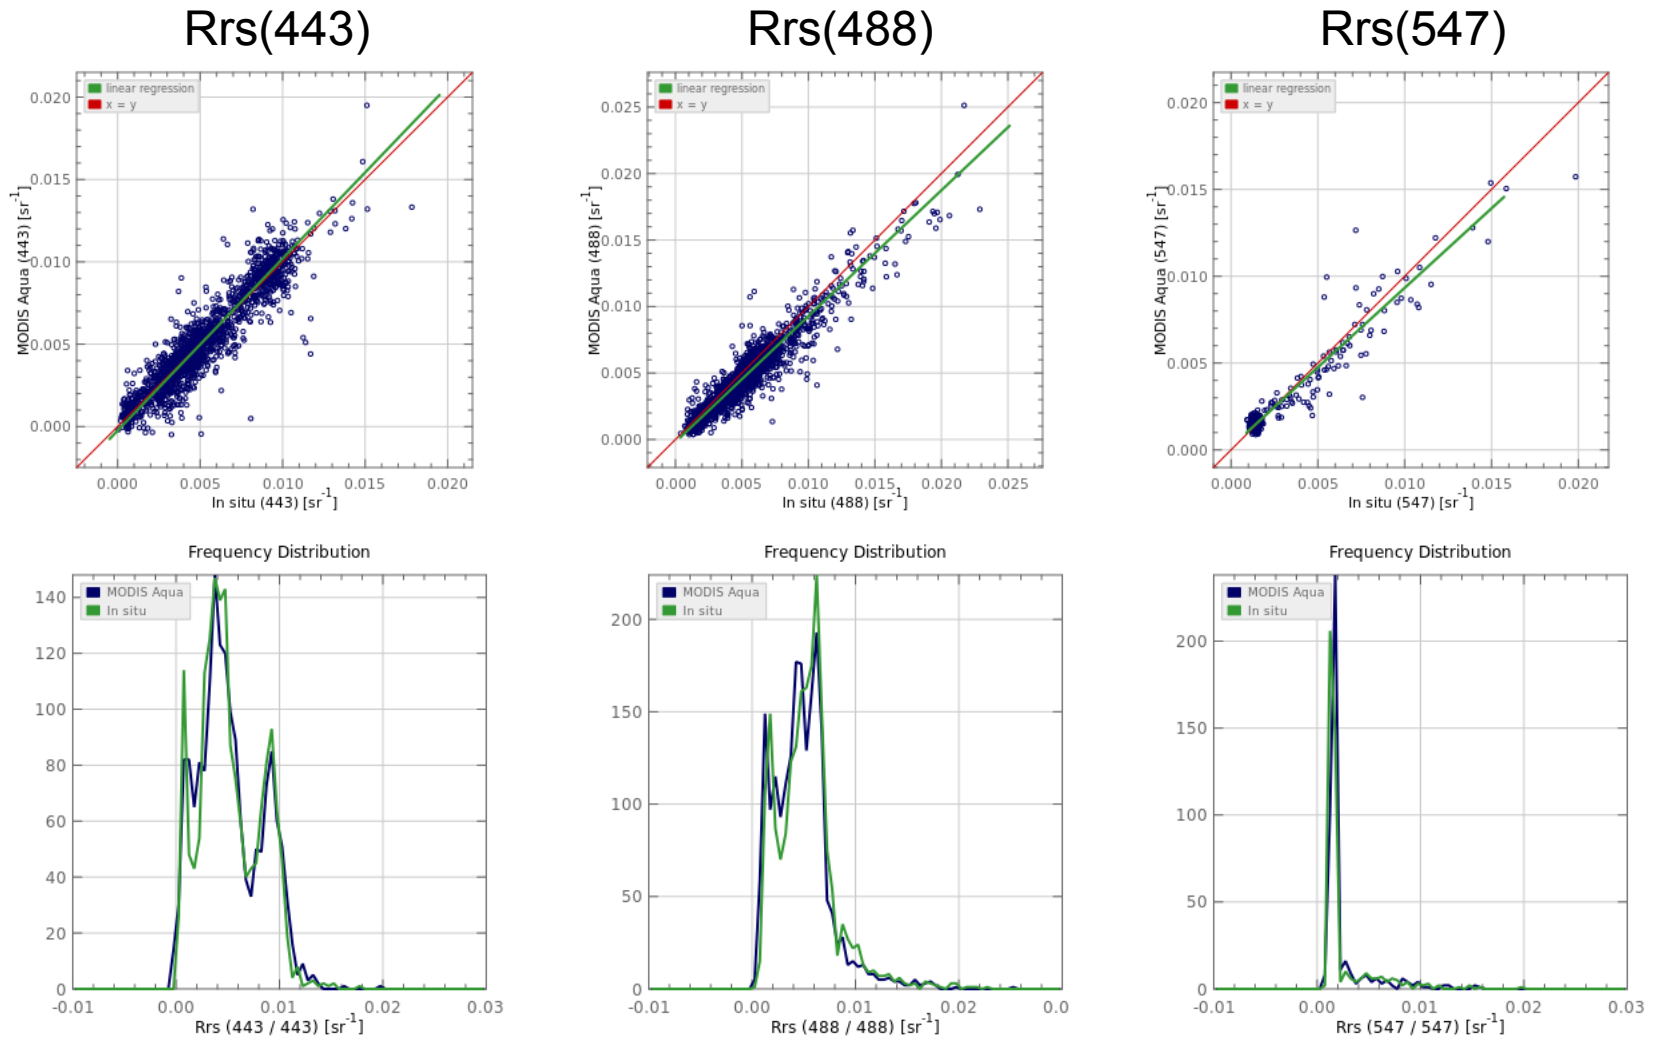 Rrs(443)
Rrs(488)
Rrs(547)
linear regression
x = y
0.020
0.015
0.010
0.005
0.000
MODIS Aqua (443) [sr-1]
0.000 0.005 0.010 0.015 0.020
In situ (443) [sr-1]
linear regression
x = y
0.025
0.020
0.015
0.010
0.005
0.000
MODIS Aqua (488) [sr-1]
0.000 0.005 0.010 0.015 0.020 0.025
In situ (488) [sr-1]
linear regression
x = y
0.020
0.015
0.010
0.005
0.000
MODIS Aqua (547) [sr-1]
0.000 0.005 0.010 0.015 0.020
In situ (547) [sr-1]
Frequency Distribution
MODIS Aqua
In situ
140
120
100
80
60
40
20
0
-0.01 0.00 0.01 0.02 0.03
Rrs (443 / 443) [sr-1]
Frequency Distribution
MODIS Aqua
In situ
200
150
100
50
0
-0.01 0.00 0.01 0.02 0.0
Rrs (488 / 488) [sr-1]
Frequency Distribution
MODIS Aqua
In situ
200
150
100
50
0
-0.01 0.00 0.01 0.02 0.03
Rrs (547 / 547) [sr-1]